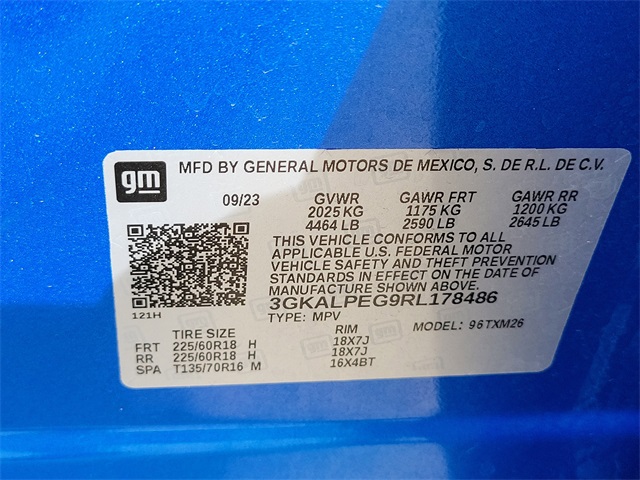 gm MFD BY GENERAL MOTORS DE MEXICO, S. DE R.L. DE C.V.
09/23 GVWR GAWR FRT GAWR RR
2025 KG 1175 KG 1200 KG
4464 LB 2590 LB 2645 LB
THIS VEHICLE CONFORMS TO ALL
APPLICABLE U.S. FEDERAL MOTOR
VEHICLE SAFETY AND THEFT PREVENTION
STANDARDS IN EFFECT ON THE DATE OF
MANUFACTURE SHOWN ABOVE.
3GKALPEG9RL178486
121H TYPE: MPV MODEL: 96TXM26
TIRE SIZE RIM
FRT 225/60R18 H 18X7J
RR 225/60R18 H 18X7J
SPA T135/70R16 M 16X4BT